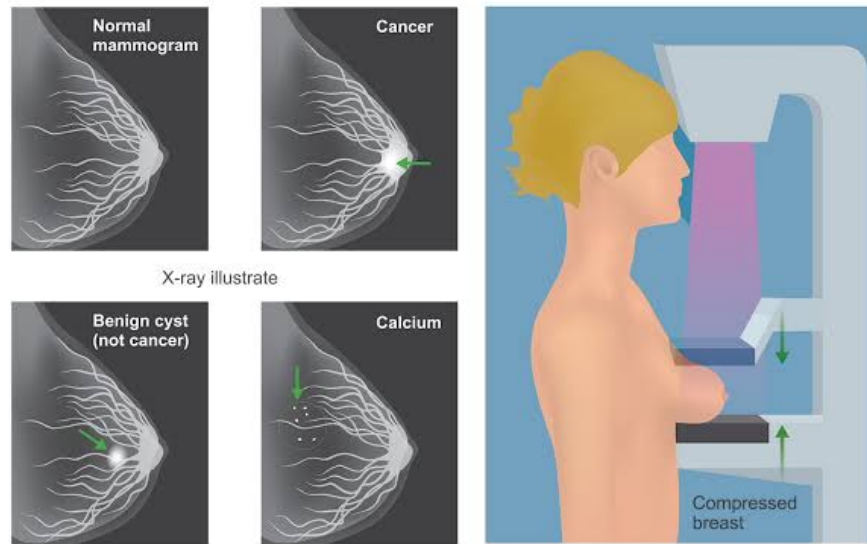 Normal
mammogram
Cancer
X-ray illustrate
Benign cyst
(not cancer)
Calcium
Compressed
breast